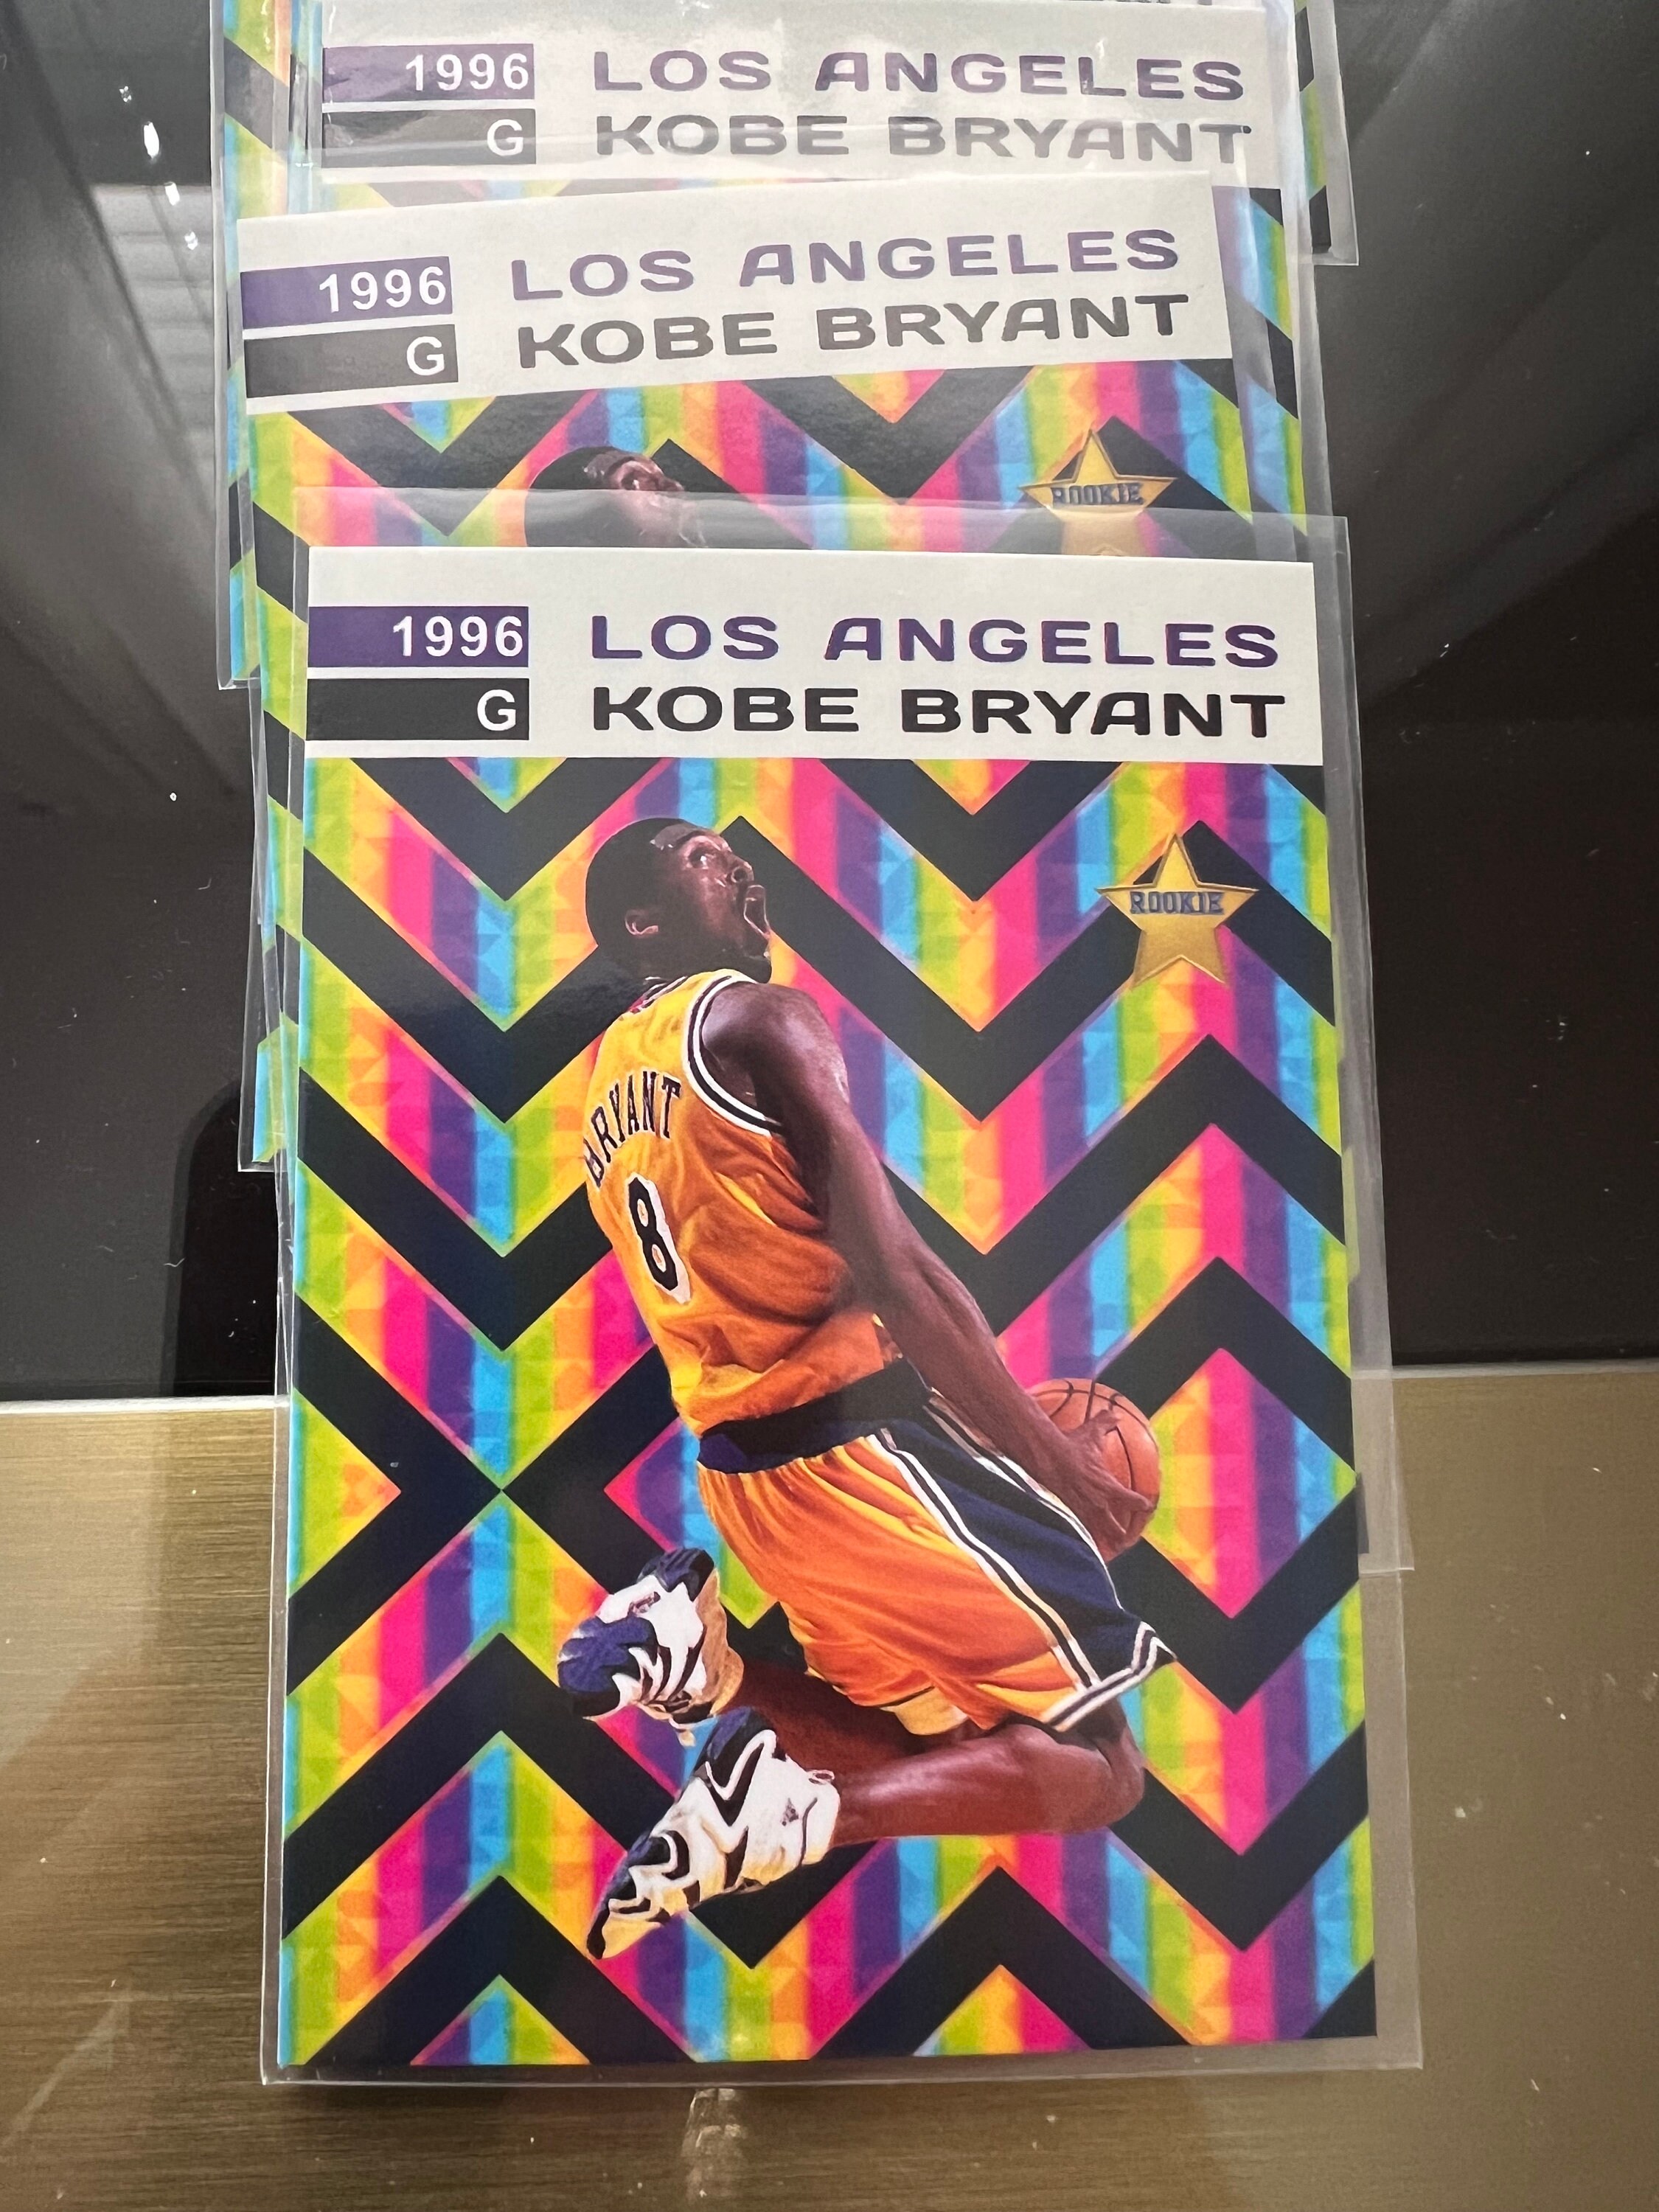 1996
LOS ANGELES
G
KOBE BRYANT
1996
LOS ANGELES
G
KOBE BRYANT
ROOKIE
1996
LOS ANGELES
G
KOBE BRYANT
ROOKIE
BRYANT
8